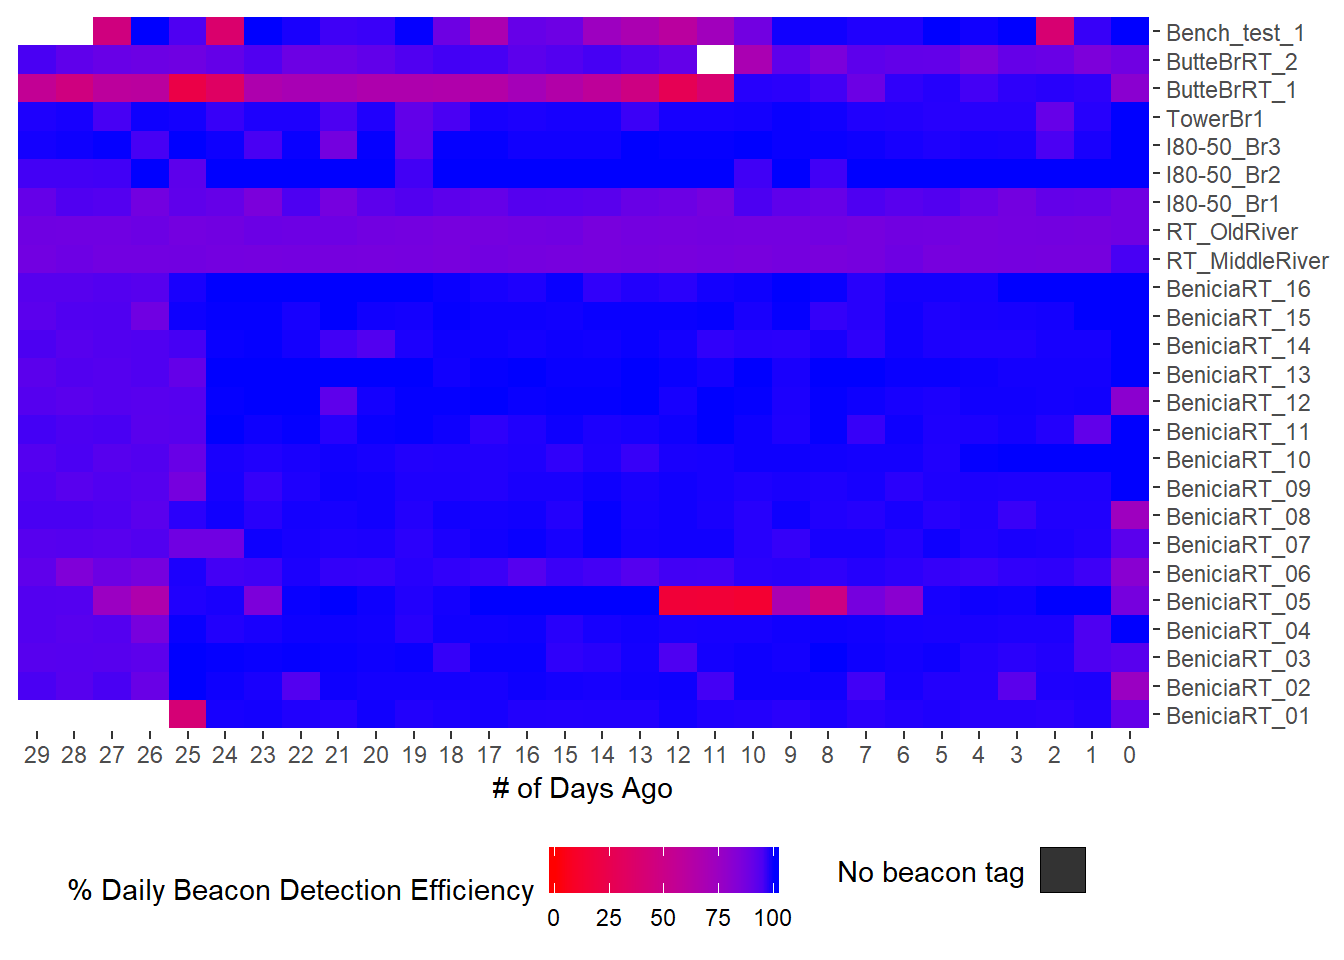 Bench_test_1
ButteBrRT_2
ButteBrRT_1
TowerBr1
I80-50_Br3
I80-50_Br2
I80-50_Br1
RT_OldRiver
RT_MiddleRiver
BeniciaRT_16
BeniciaRT_15
BeniciaRT_14
BeniciaRT_13
BeniciaRT_12
BeniciaRT_11
BeniciaRT_10
BeniciaRT_09
BeniciaRT_08
BeniciaRT_07
BeniciaRT_06
BeniciaRT_05
BeniciaRT_04
BeniciaRT_03
BeniciaRT_02
BeniciaRT_01
29 28 27 26 25 24 23 22 21 20 19 18 17 16 15 14 13 12 11 10 9 8 7 6 5 4 3 2 1 0
# of Days Ago
% Daily Beacon Detection Efficiency
0 25 50 75 100
No beacon tag